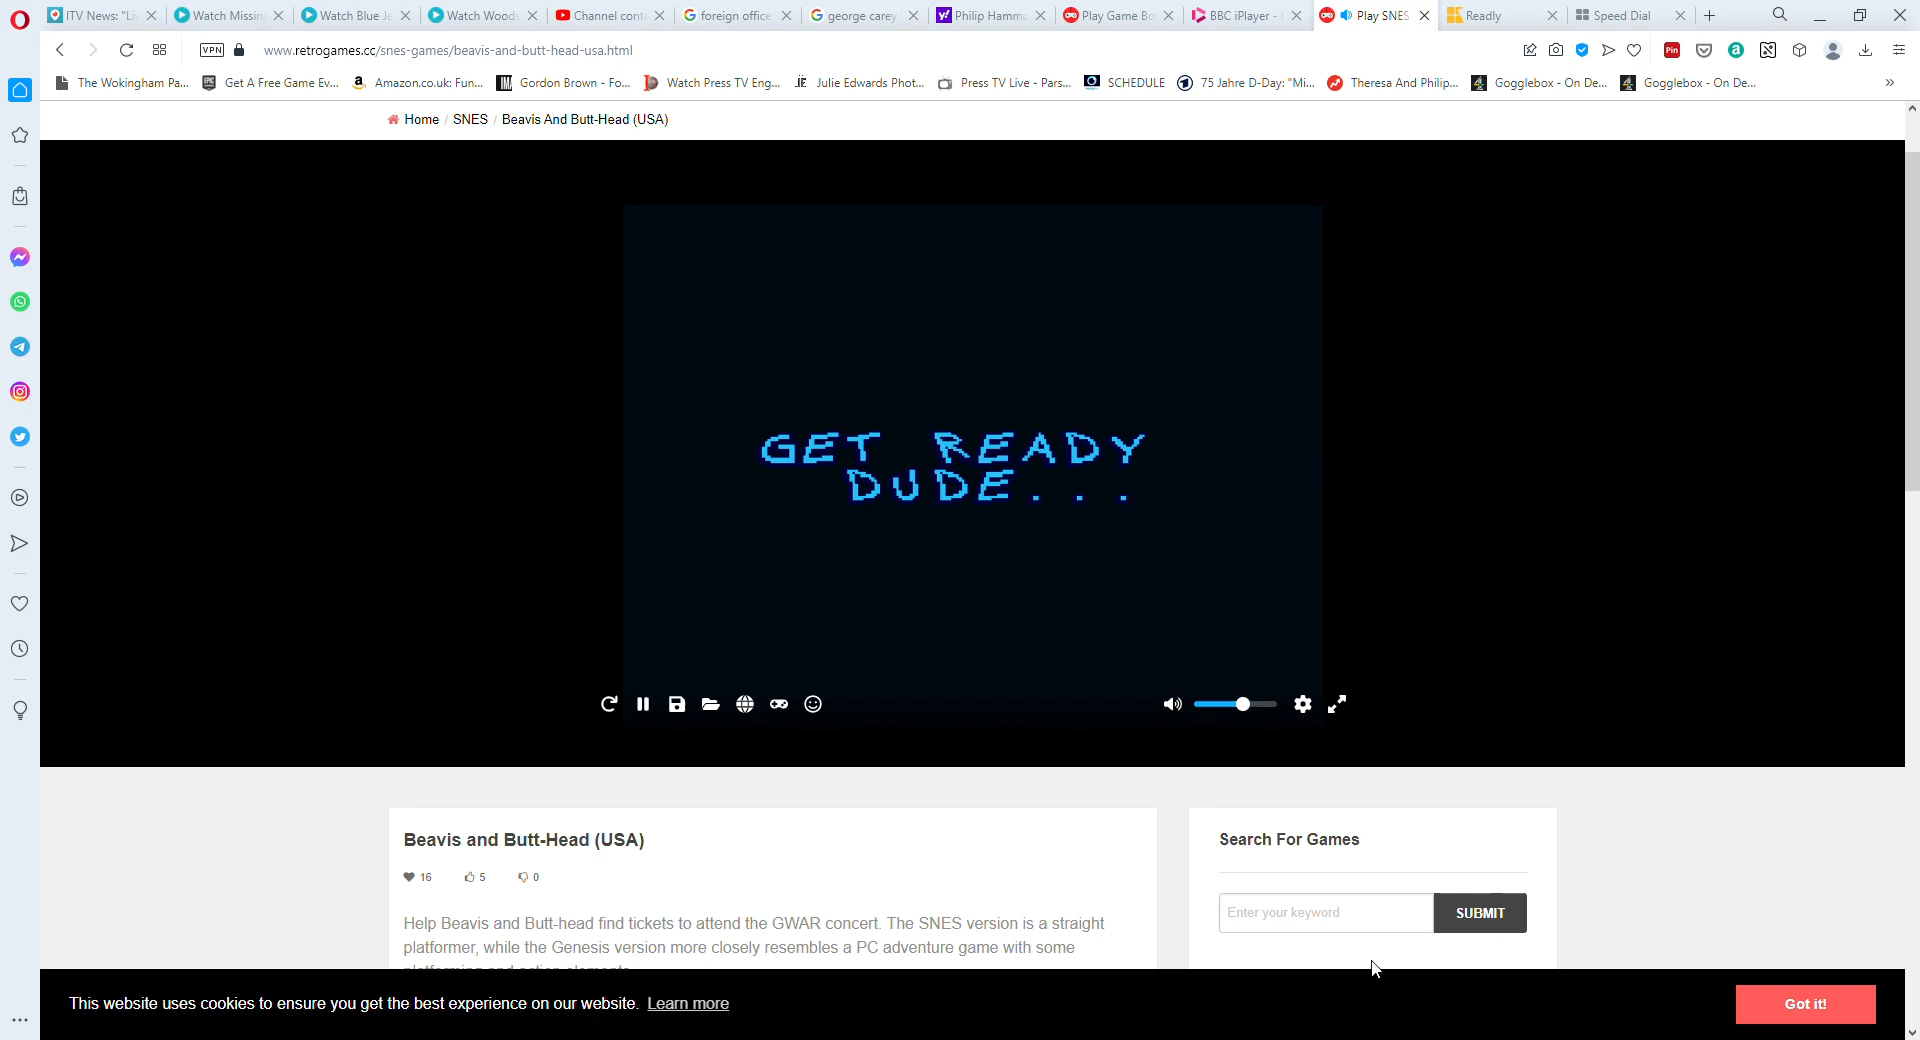 ITV News: "Li
Watch Missin
Watch Blue Je
Watch Woods
Channel cont
foreign office
george carey
Philip Hammo
Play Game Bo
BBC iPlayer -
Play SNES
Readly
Speed Dial
VPN
www.retrogames.cc/snes-games/beavis-and-butt-head-usa.html
Pin
The Wokingham Pa...
Get A Free Game Ev...
Amazon.co.uk: Fun...
Gordon Brown - Fo...
Watch Press TV Eng...
Julie Edwards Phot...
Press TV Live - Pars...
SCHEDULE
75 Jahre D-Day: "Mi...
Theresa And Philip...
Gogglebox - On De...
Gogglebox - On De...
Home / SNES / Beavis And Butt-Head (USA)
GET READY
DUDE...
Beavis and Butt-Head (USA)
16 5 0
Help Beavis and Butt-head find tickets to attend the GWAR concert. The SNES version is a straight
platformer, while the Genesis version more closely resembles a PC adventure game with some
Search For Games
Enter your keyword
SUBMIT
This website uses cookies to ensure you get the best experience on our website. Learn more
Got it!